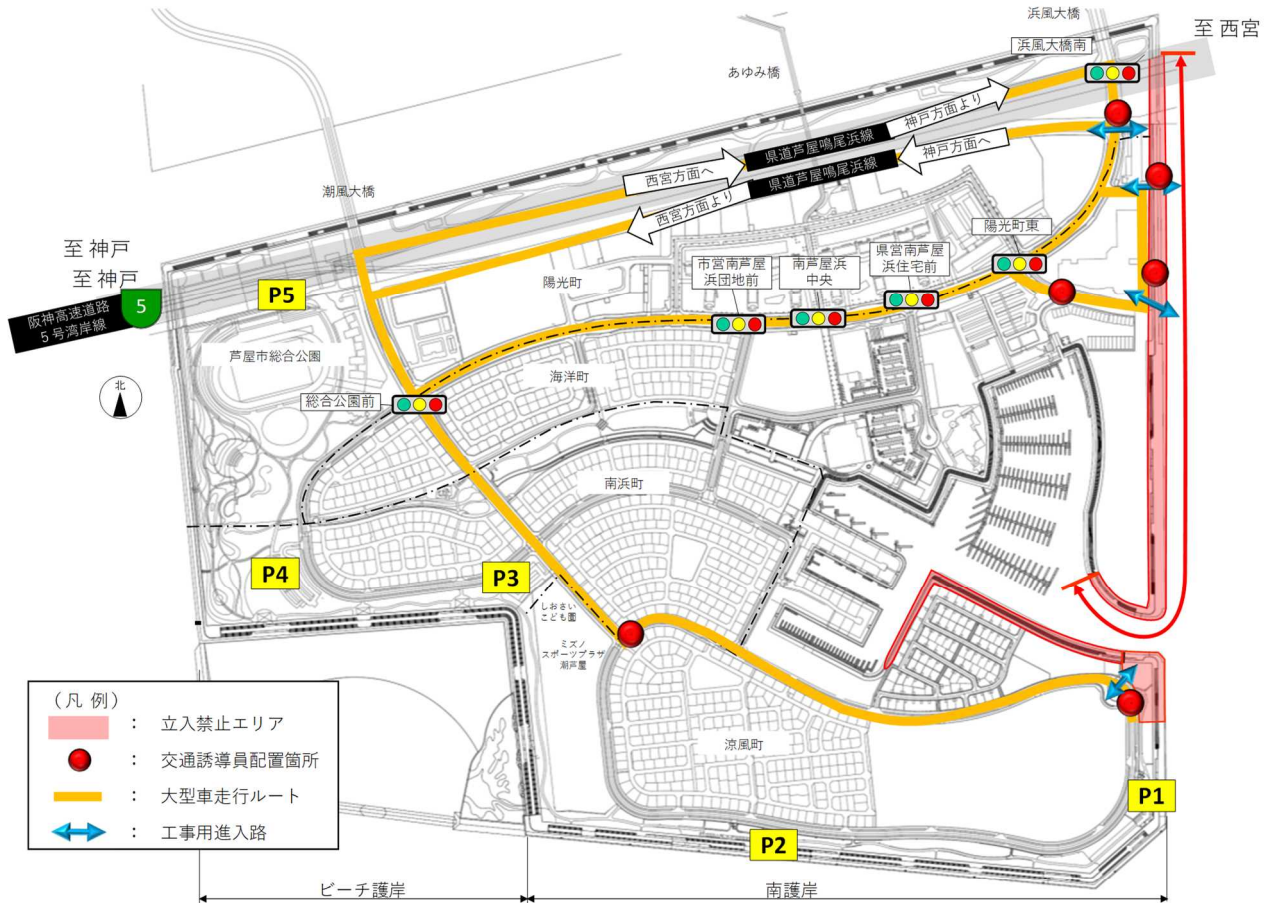 浜風大橋
至 西宮
浜風大橋南
あゆみ橋
神戸方面より
県道芦屋鳴尾浜線
西宮方面へ
神戸方面へ
県道芦屋鳴尾浜線
西宮方面より
潮風大橋
至 神戸
至 神戸
5
阪神高速道路
5号湾岸線
P5
陽光町
陽光町東
県営南芦屋
浜住宅前
南芦屋浜
中央
市営南芦屋
浜団地前
芦屋市総合公園
北
海洋町
総合公園前
南浜町
P4
P3
しおさい
こども園
ミズノ
スポーツプラザ
潮芦屋
涼風町
P1
P2
(凡 例)
: 立入禁止エリア
: 交通誘導員配置箇所
: 大型車走行ルート
: 工事用進入路
ビーチ護岸
南護岸